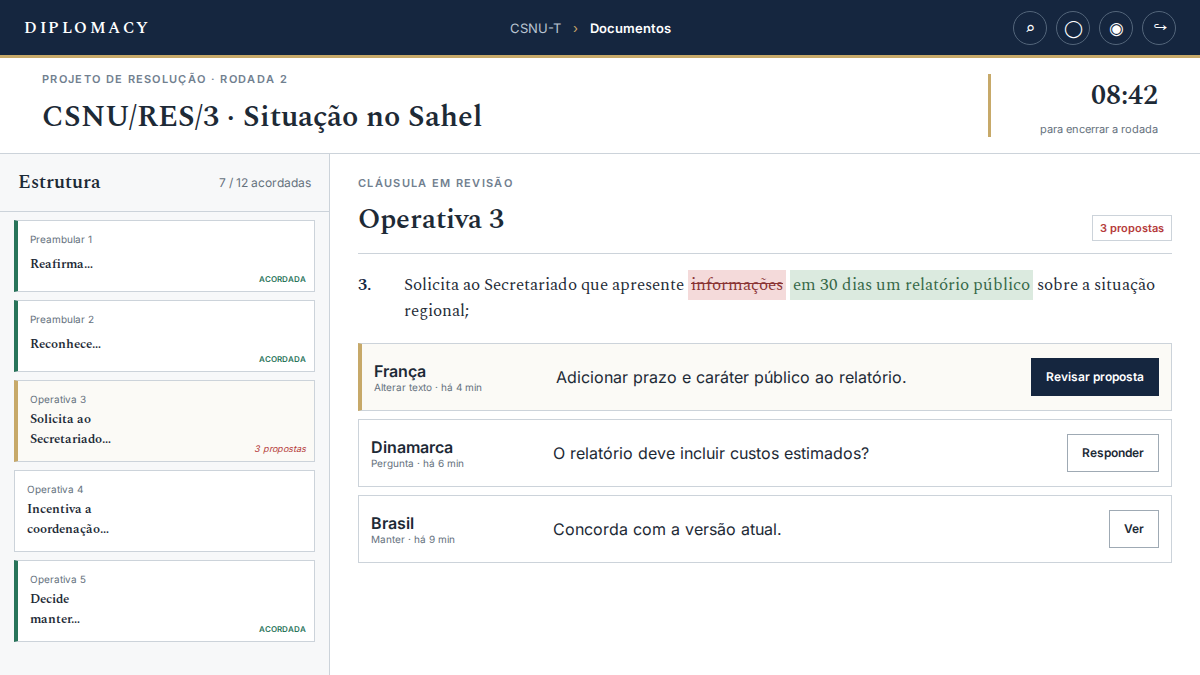 DIPLOMACY
CSNU-T › Documentos
PROJETO DE RESOLUÇÃO · RODADA 2
CSNU/RES/3 · Situação no Sahel
08:42
para encerrar a rodada
Estrutura
7 / 12 acordadas
Preambular 1
Reafirma...
ACORDADA
Preambular 2
Reconhece...
ACORDADA
Operativa 3
Solicita ao
Secretariado...
3 propostas
Operativa 4
Incentiva a
coordenação...
Operativa 5
Decide
manter...
ACORDADA
CLÁUSULA EM REVISÃO
Operativa 3
3 propostas
3. Solicita ao Secretariado que apresente informações em 30 dias um relatório público sobre a situação
regional;
França
Alterar texto · há 4 min
Adicionar prazo e caráter público ao relatório.
Revisar proposta
Dinamarca
Pergunta · há 6 min
O relatório deve incluir custos estimados?
Responder
Brasil
Manter · há 9 min
Concorda com a versão atual.
Ver